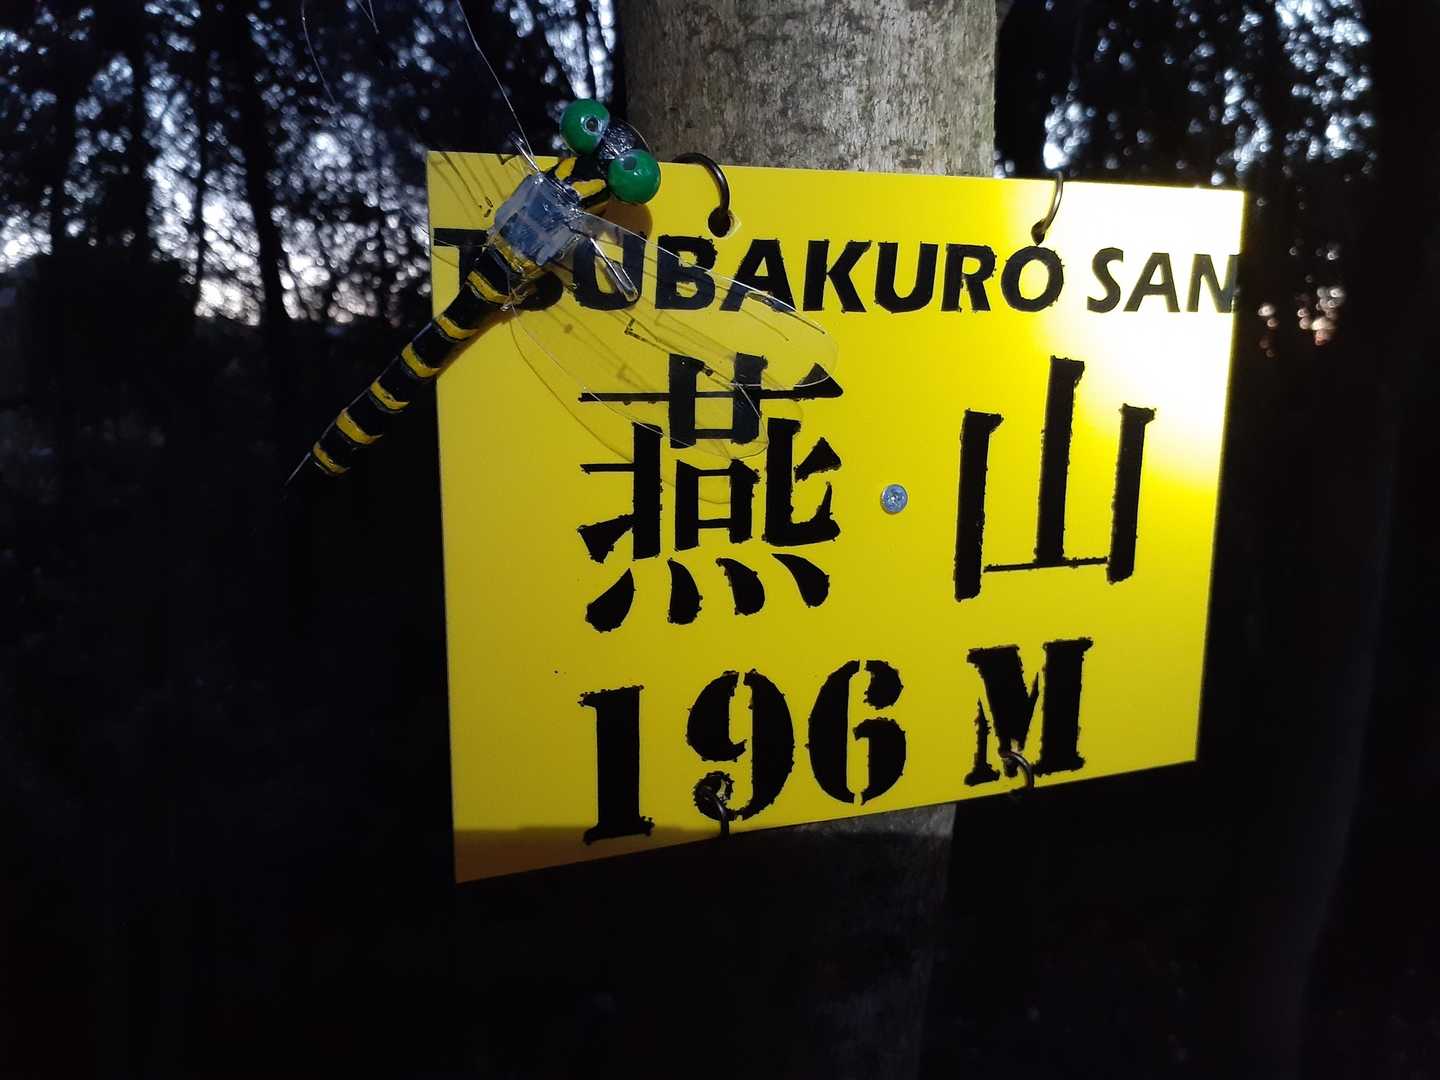 TSUBAKURO SAN
燕山
196 M